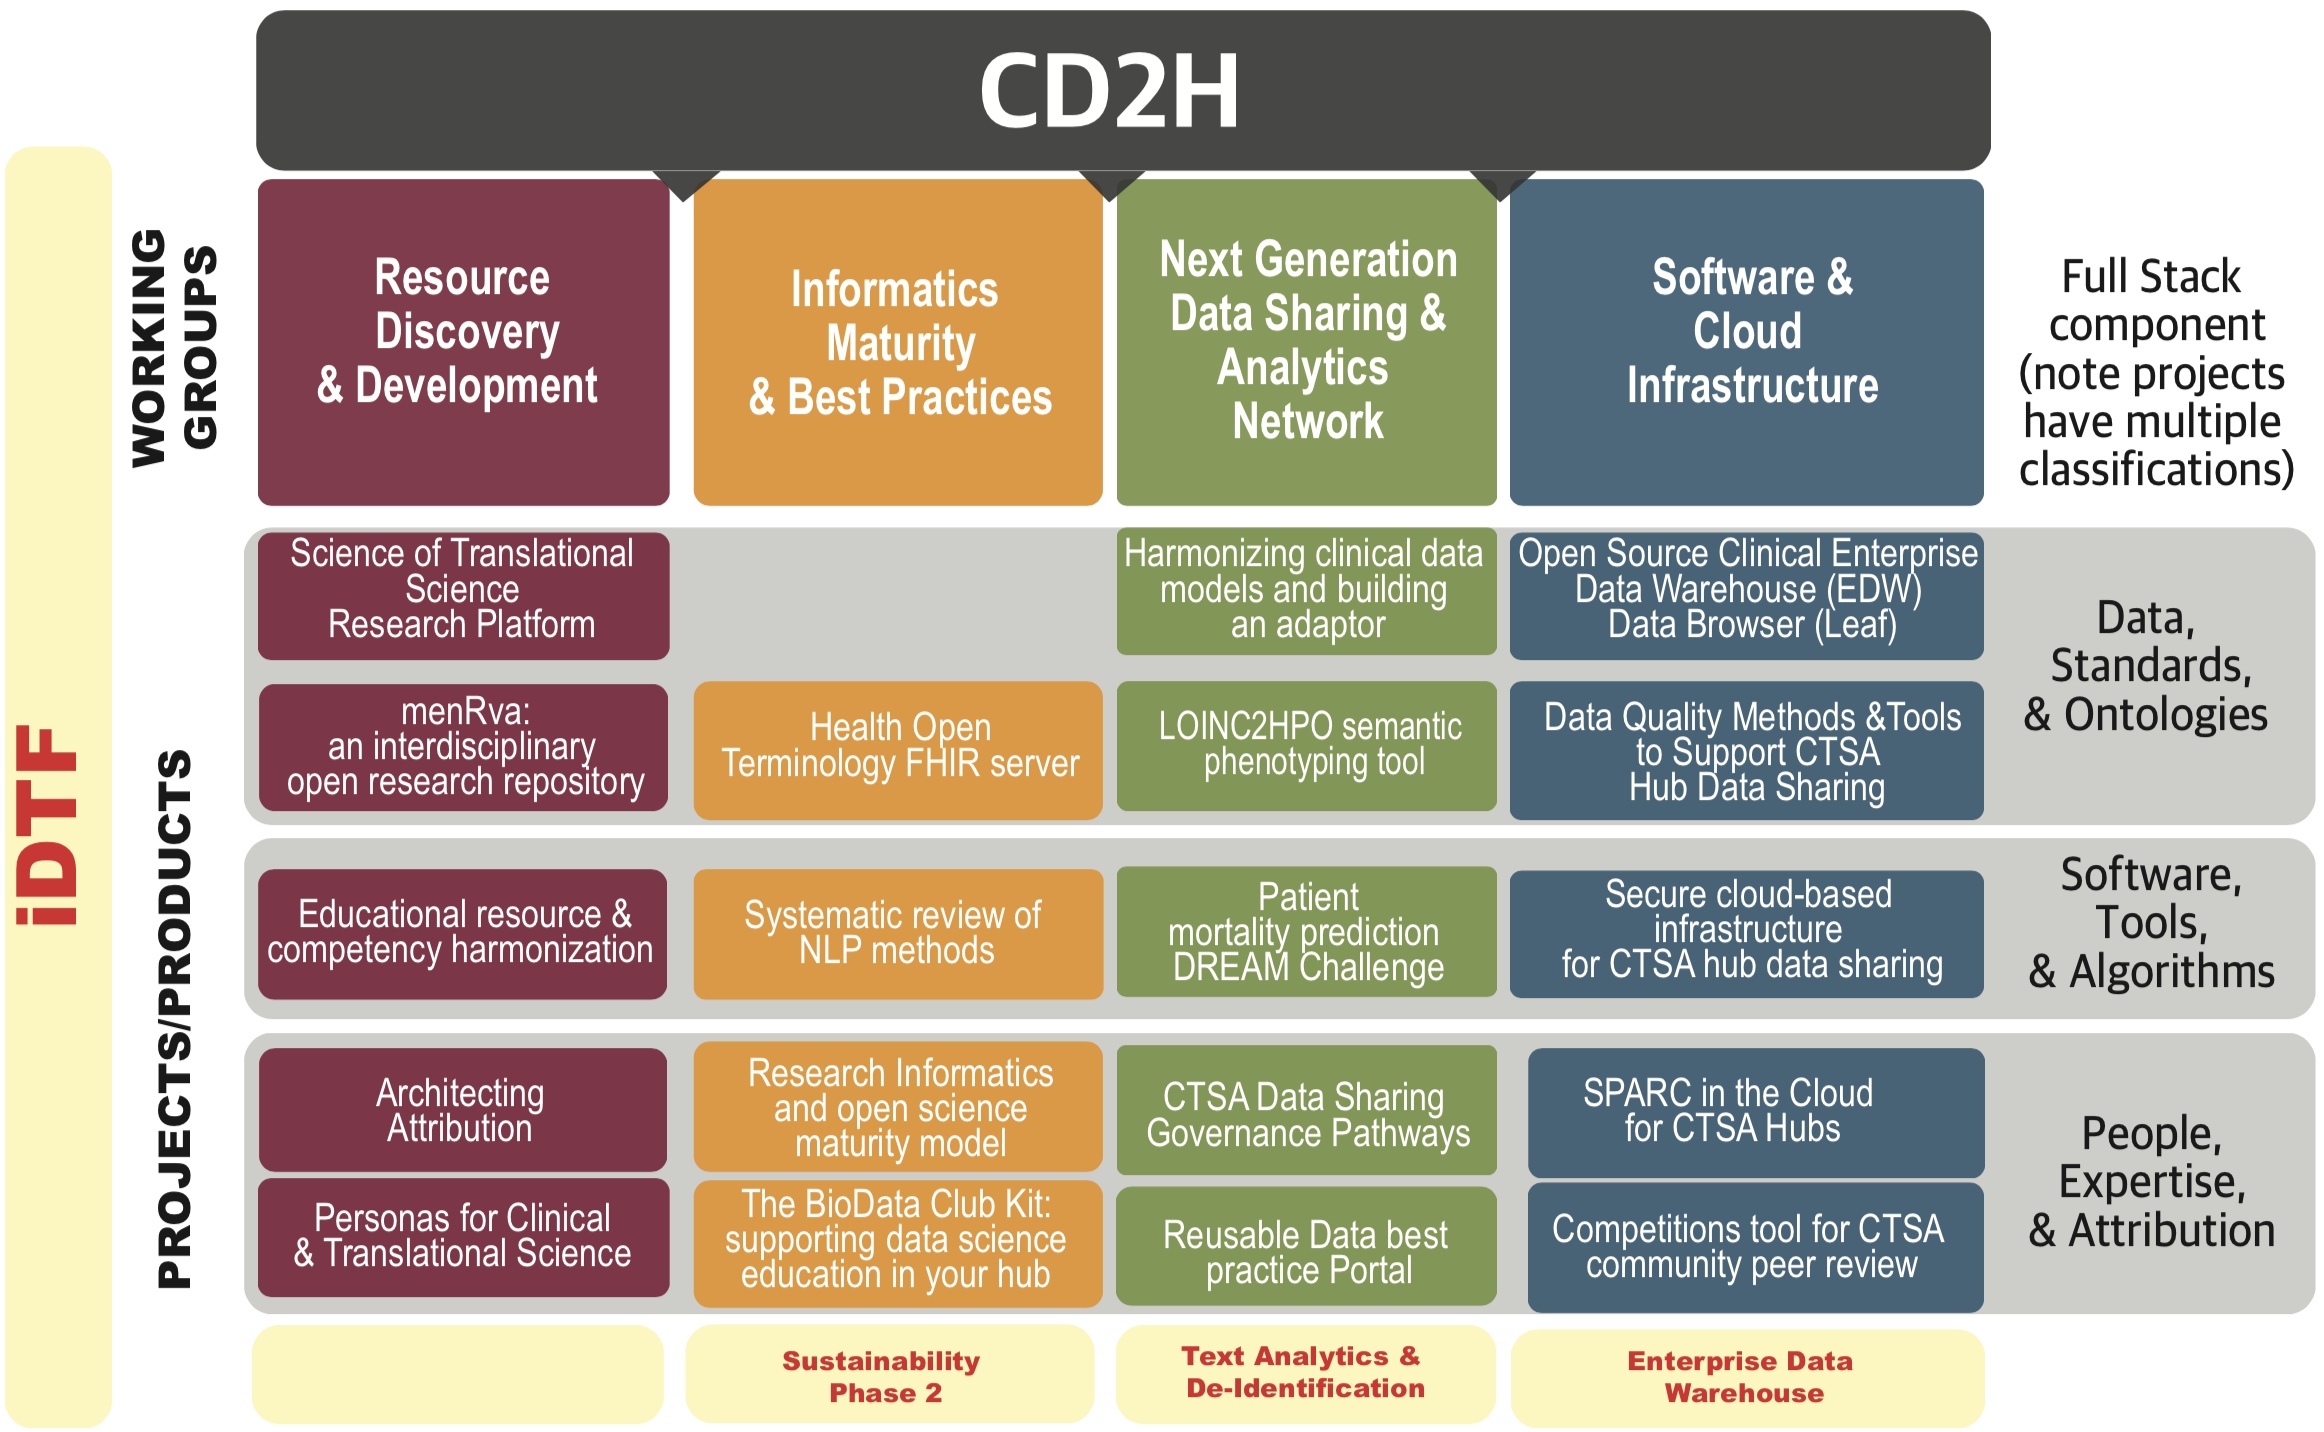 CD2H
iDTF
WORKING
GROUPS
Resource
Discovery
& Development
Informatics
Maturity
& Best Practices
Next Generation
Data Sharing &
Analytics
Network
Software &
Cloud
Infrastructure
Full Stack
component
(note projects
have multiple
classifications)
PROJECTS/PRODUCTS
Science of Translational
Science
Research Platform
Harmonizing clinical data
models and building
an adaptor
Open Source Clinical Enterprise
Data Warehouse (EDW)
Data Browser (Leaf)
Data,
Standards,
& Ontologies
menRva:
an interdisciplinary
open research repository
Health Open
Terminology FHIR server
LOINC2HPO semantic
phenotyping tool
Data Quality Methods &Tools
to Support CTSA
Hub Data Sharing
Educational resource &
competency harmonization
Systematic review of
NLP methods
Patient
mortality prediction
DREAM Challenge
Secure cloud-based
infrastructure
for CTSA hub data sharing
Software,
Tools,
& Algorithms
Architecting
Attribution
Research Informatics
and open science
maturity model
CTSA Data Sharing
Governance Pathways
SPARC in the Cloud
for CTSA Hubs
People,
Expertise,
& Attribution
Personas for Clinical
& Translational Science
The BioData Club Kit:
supporting data science
education in your hub
Reusable Data best
practice Portal
Competitions tool for CTSA
community peer review
Sustainability
Phase 2
Text Analytics &
De-Identification
Enterprise Data
Warehouse